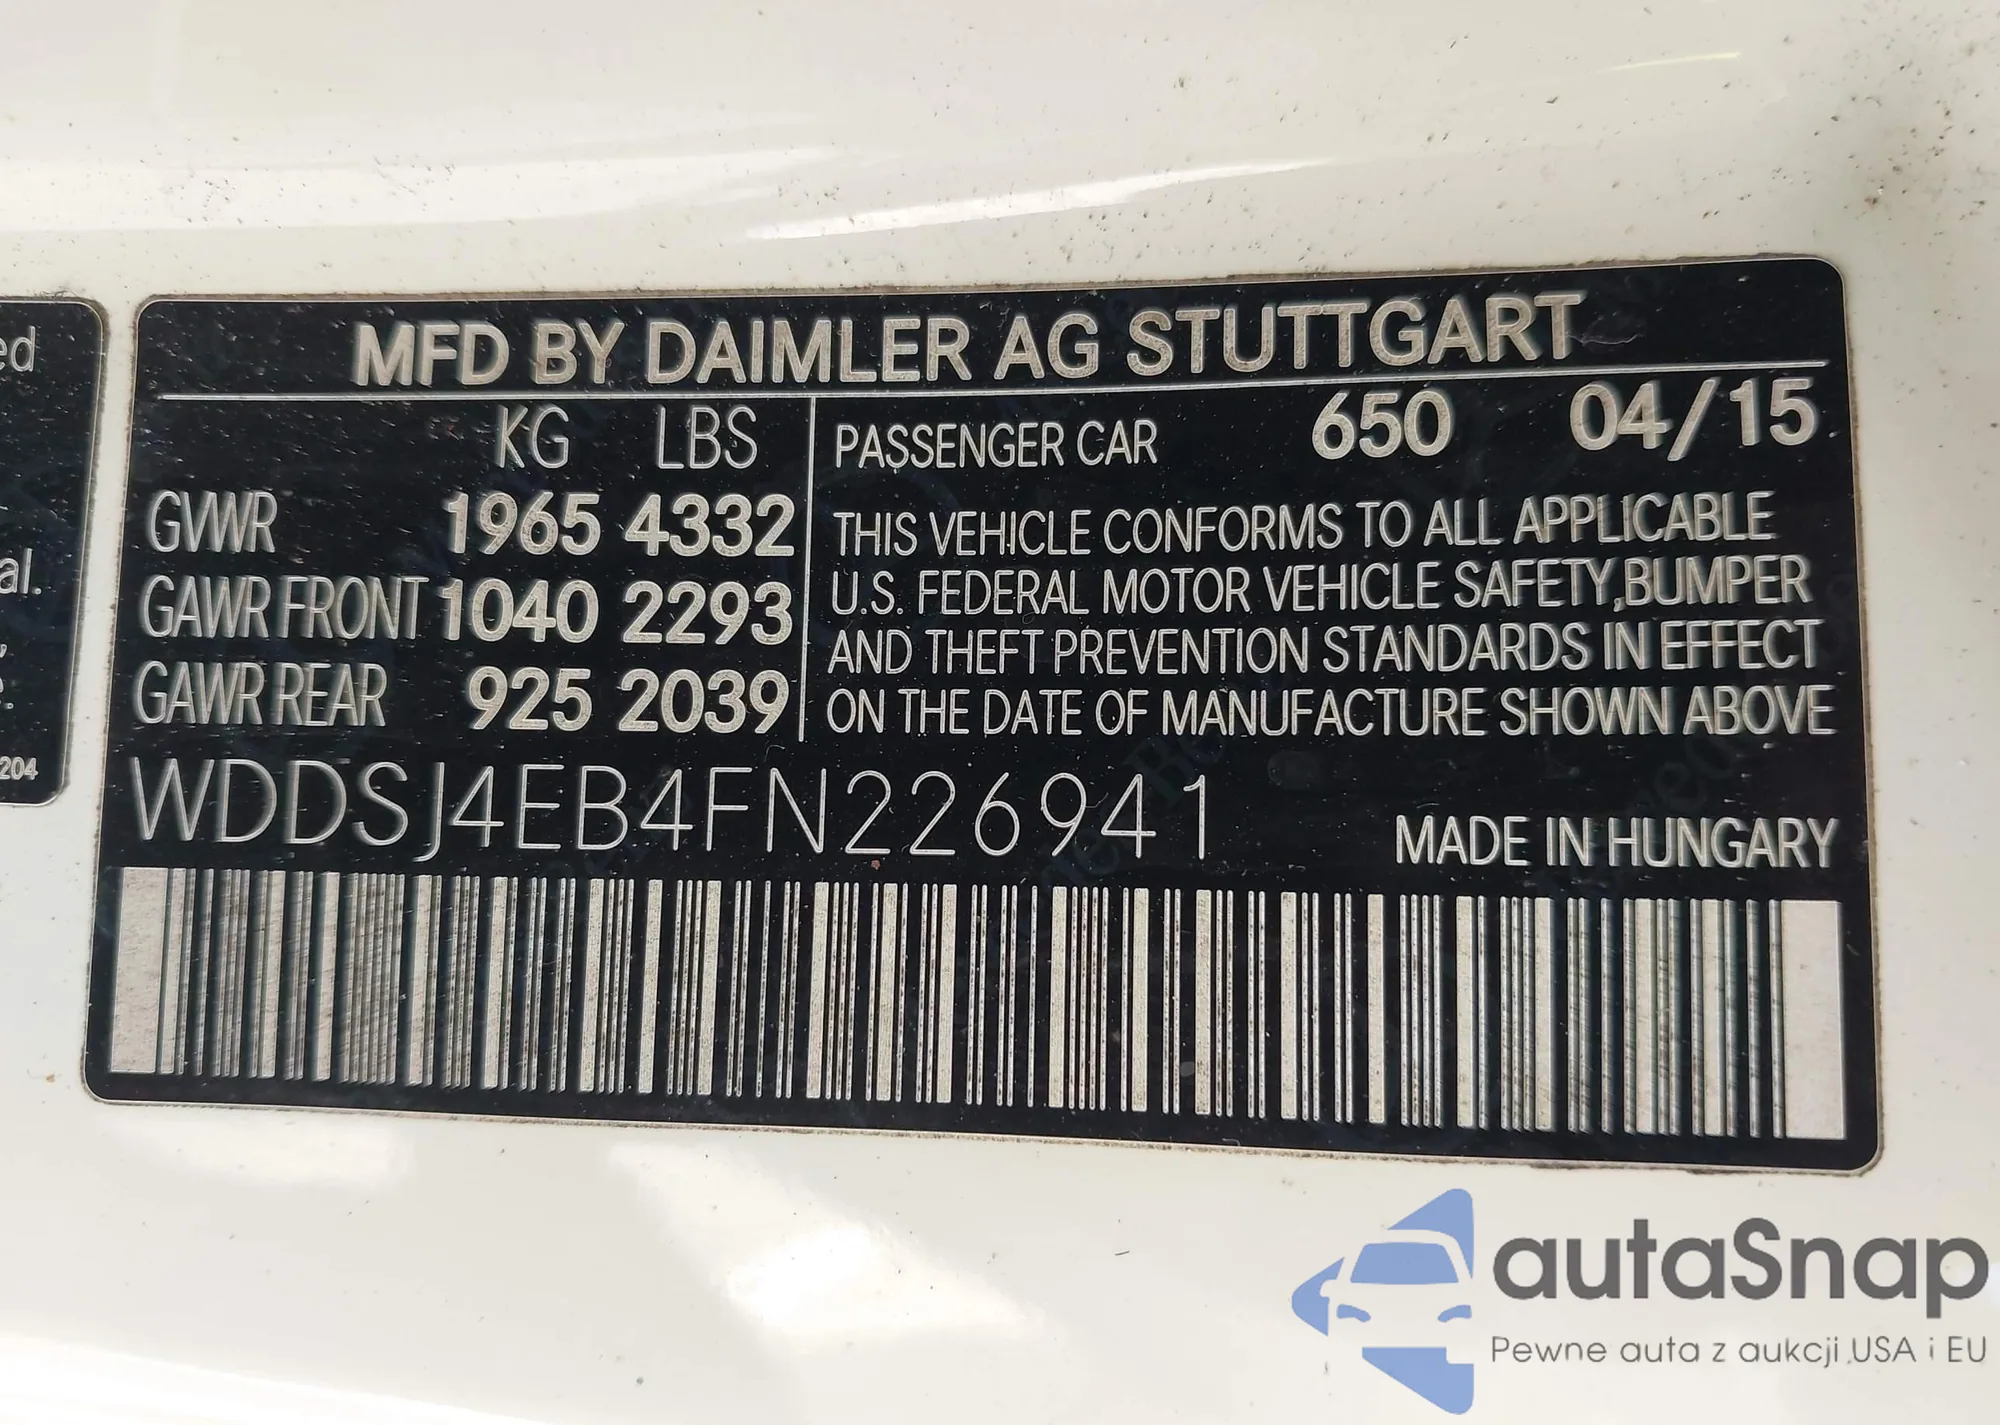 MFD BY DAIMLER AG STUTTGART
KG LBS
GVWR 1965 4332
GAWR FRONT 1040 2293
GAWR REAR 925 2039
PASSENGER CAR 650 04/15
THIS VEHICLE CONFORMS TO ALL APPLICABLE
U.S. FEDERAL MOTOR VEHICLE SAFETY,BUMPER
AND THEFT PREVENTION STANDARDS IN EFFECT
ON THE DATE OF MANUFACTURE SHOWN ABOVE
WDDSJ4EB4FN226941
MADE IN HUNGARY
ed
al.
204
autaSnap
Pewne auta z aukcji USA i EU